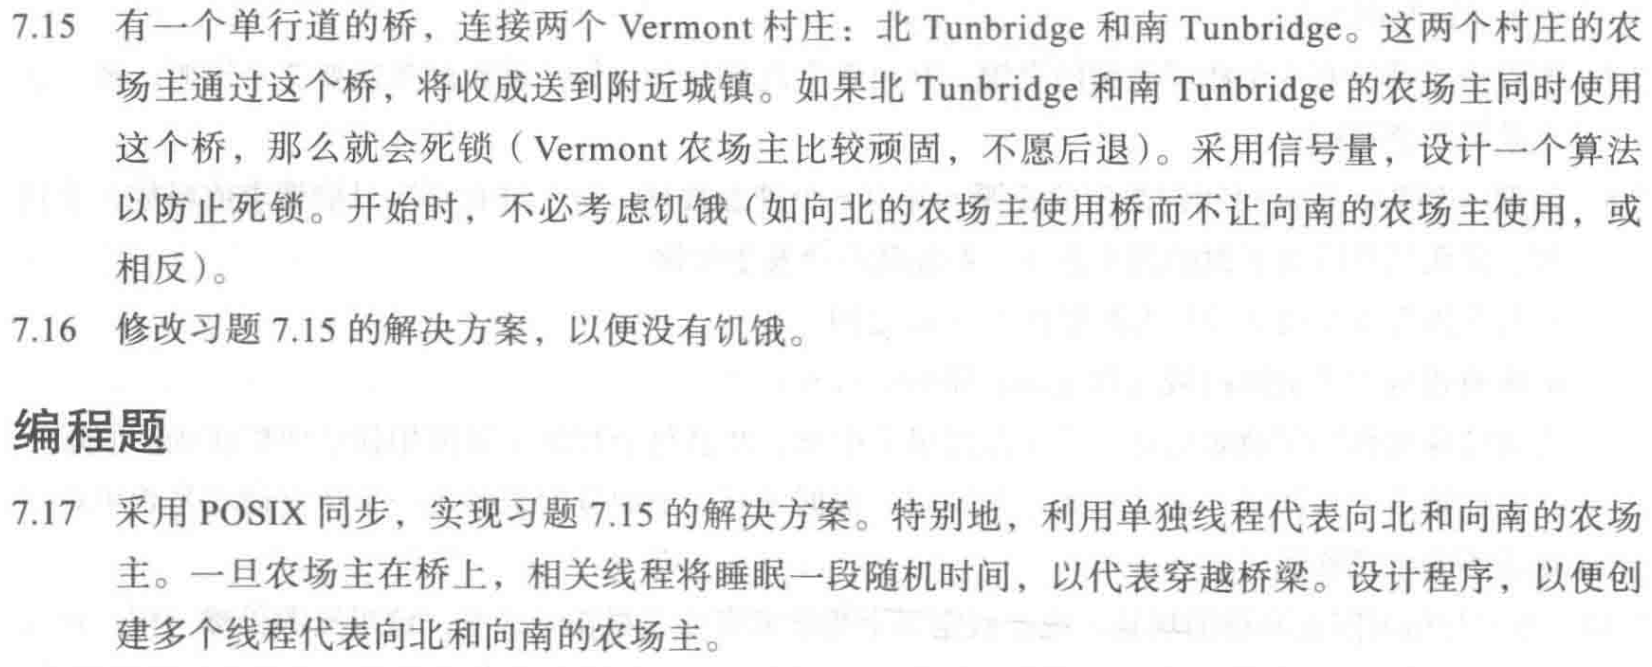 7.15 有一个单行道的桥，连接两个 Vermont 村庄：北 Tunbridge 和南 Tunbridge。这两个村庄的农
场主通过这个桥，将收成送到附近城镇。如果北 Tunbridge 和南 Tunbridge 的农场主同时使用
这个桥，那么就会死锁（Vermont 农场主比较顽固，不愿后退）。采用信号量，设计一个算法
以防止死锁。开始时，不必考虑饥饿（如向北的农场主使用桥而不让向南的农场主使用，或
相反）。
7.16 修改习题 7.15 的解决方案，以便没有饥饿。
编程题
7.17 采用 POSIX 同步，实现习题 7.15 的解决方案。特别地，利用单独线程代表向北和向南的农场
主。一旦农场主在桥上，相关线程将睡眠一段随机时间，以代表穿越桥梁。设计程序，以便创
建多个线程代表向北和向南的农场主。